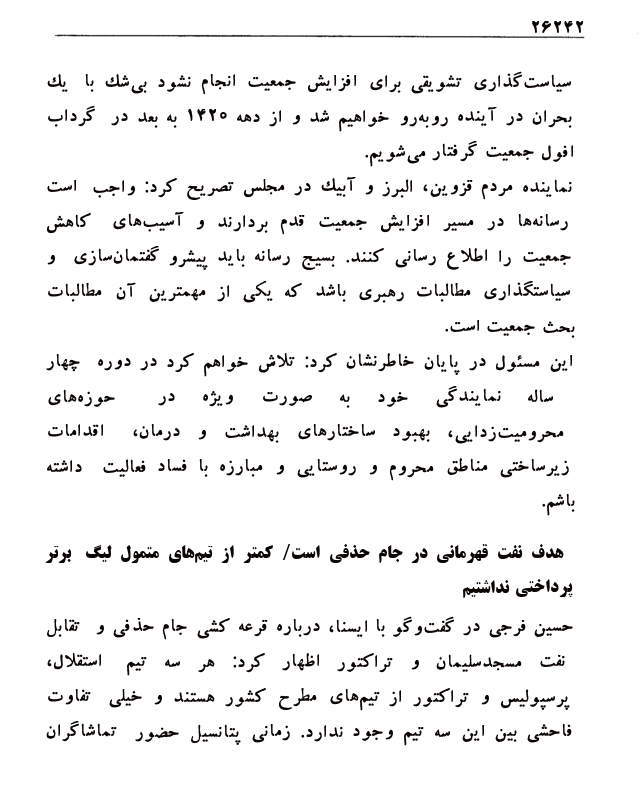 ۲۶۲۴۲
سیاست‌گذاری تشویقی برای افزایش جمعیت انجام نشود بی‌شك با یك
بحران در آینده روبه‌رو خواهیم شد و از دهه ۱۴۲۰ به بعد در گرداب
افول جمعیت گرفتار می‌شویم.
نماینده مردم قزوین، البرز و آبیك در مجلس تصریح کرد: واجب است
رسانه‌ها در مسیر افزایش جمعیت قدم بردارند و آسیب‌های کاهش
جمعیت را اطلاع رسانی کنند. بسیج رسانه باید پیشرو گفتمان‌سازی و
سیاستگذاری مطالبات رهبری باشد که یکی از مهمترین آن مطالبات
بحث جمعیت است.
این مسئول در پایان خاطرنشان کرد: تلاش خواهم کرد در دوره چهار
ساله نمایندگی خود به صورت ویژه در حوزه‌های
محرومیت‌زدایی، بهبود ساختارهای بهداشت و درمان، اقدامات
زیرساختی مناطق محروم و روستایی و مبارزه با فساد فعالیت داشته
باشم.
هدف نفت قهرمانی در جام حذفی است/ کمتر از تیم‌های متمول لیگ برتر
پرداختی نداشتیم
حسین فرجی در گفت‌وگو با ایسنا، درباره قرعه کشی جام حذفی و تقابل
نفت مسجدسلیمان و تراکتور اظهار کرد: هر سه تیم استقلال،
پرسپولیس و تراکتور از تیم‌های مطرح کشور هستند و خیلی تفاوت
فاحشی بین این سه تیم وجود ندارد. زمانی پتانسیل حضور تماشاگران